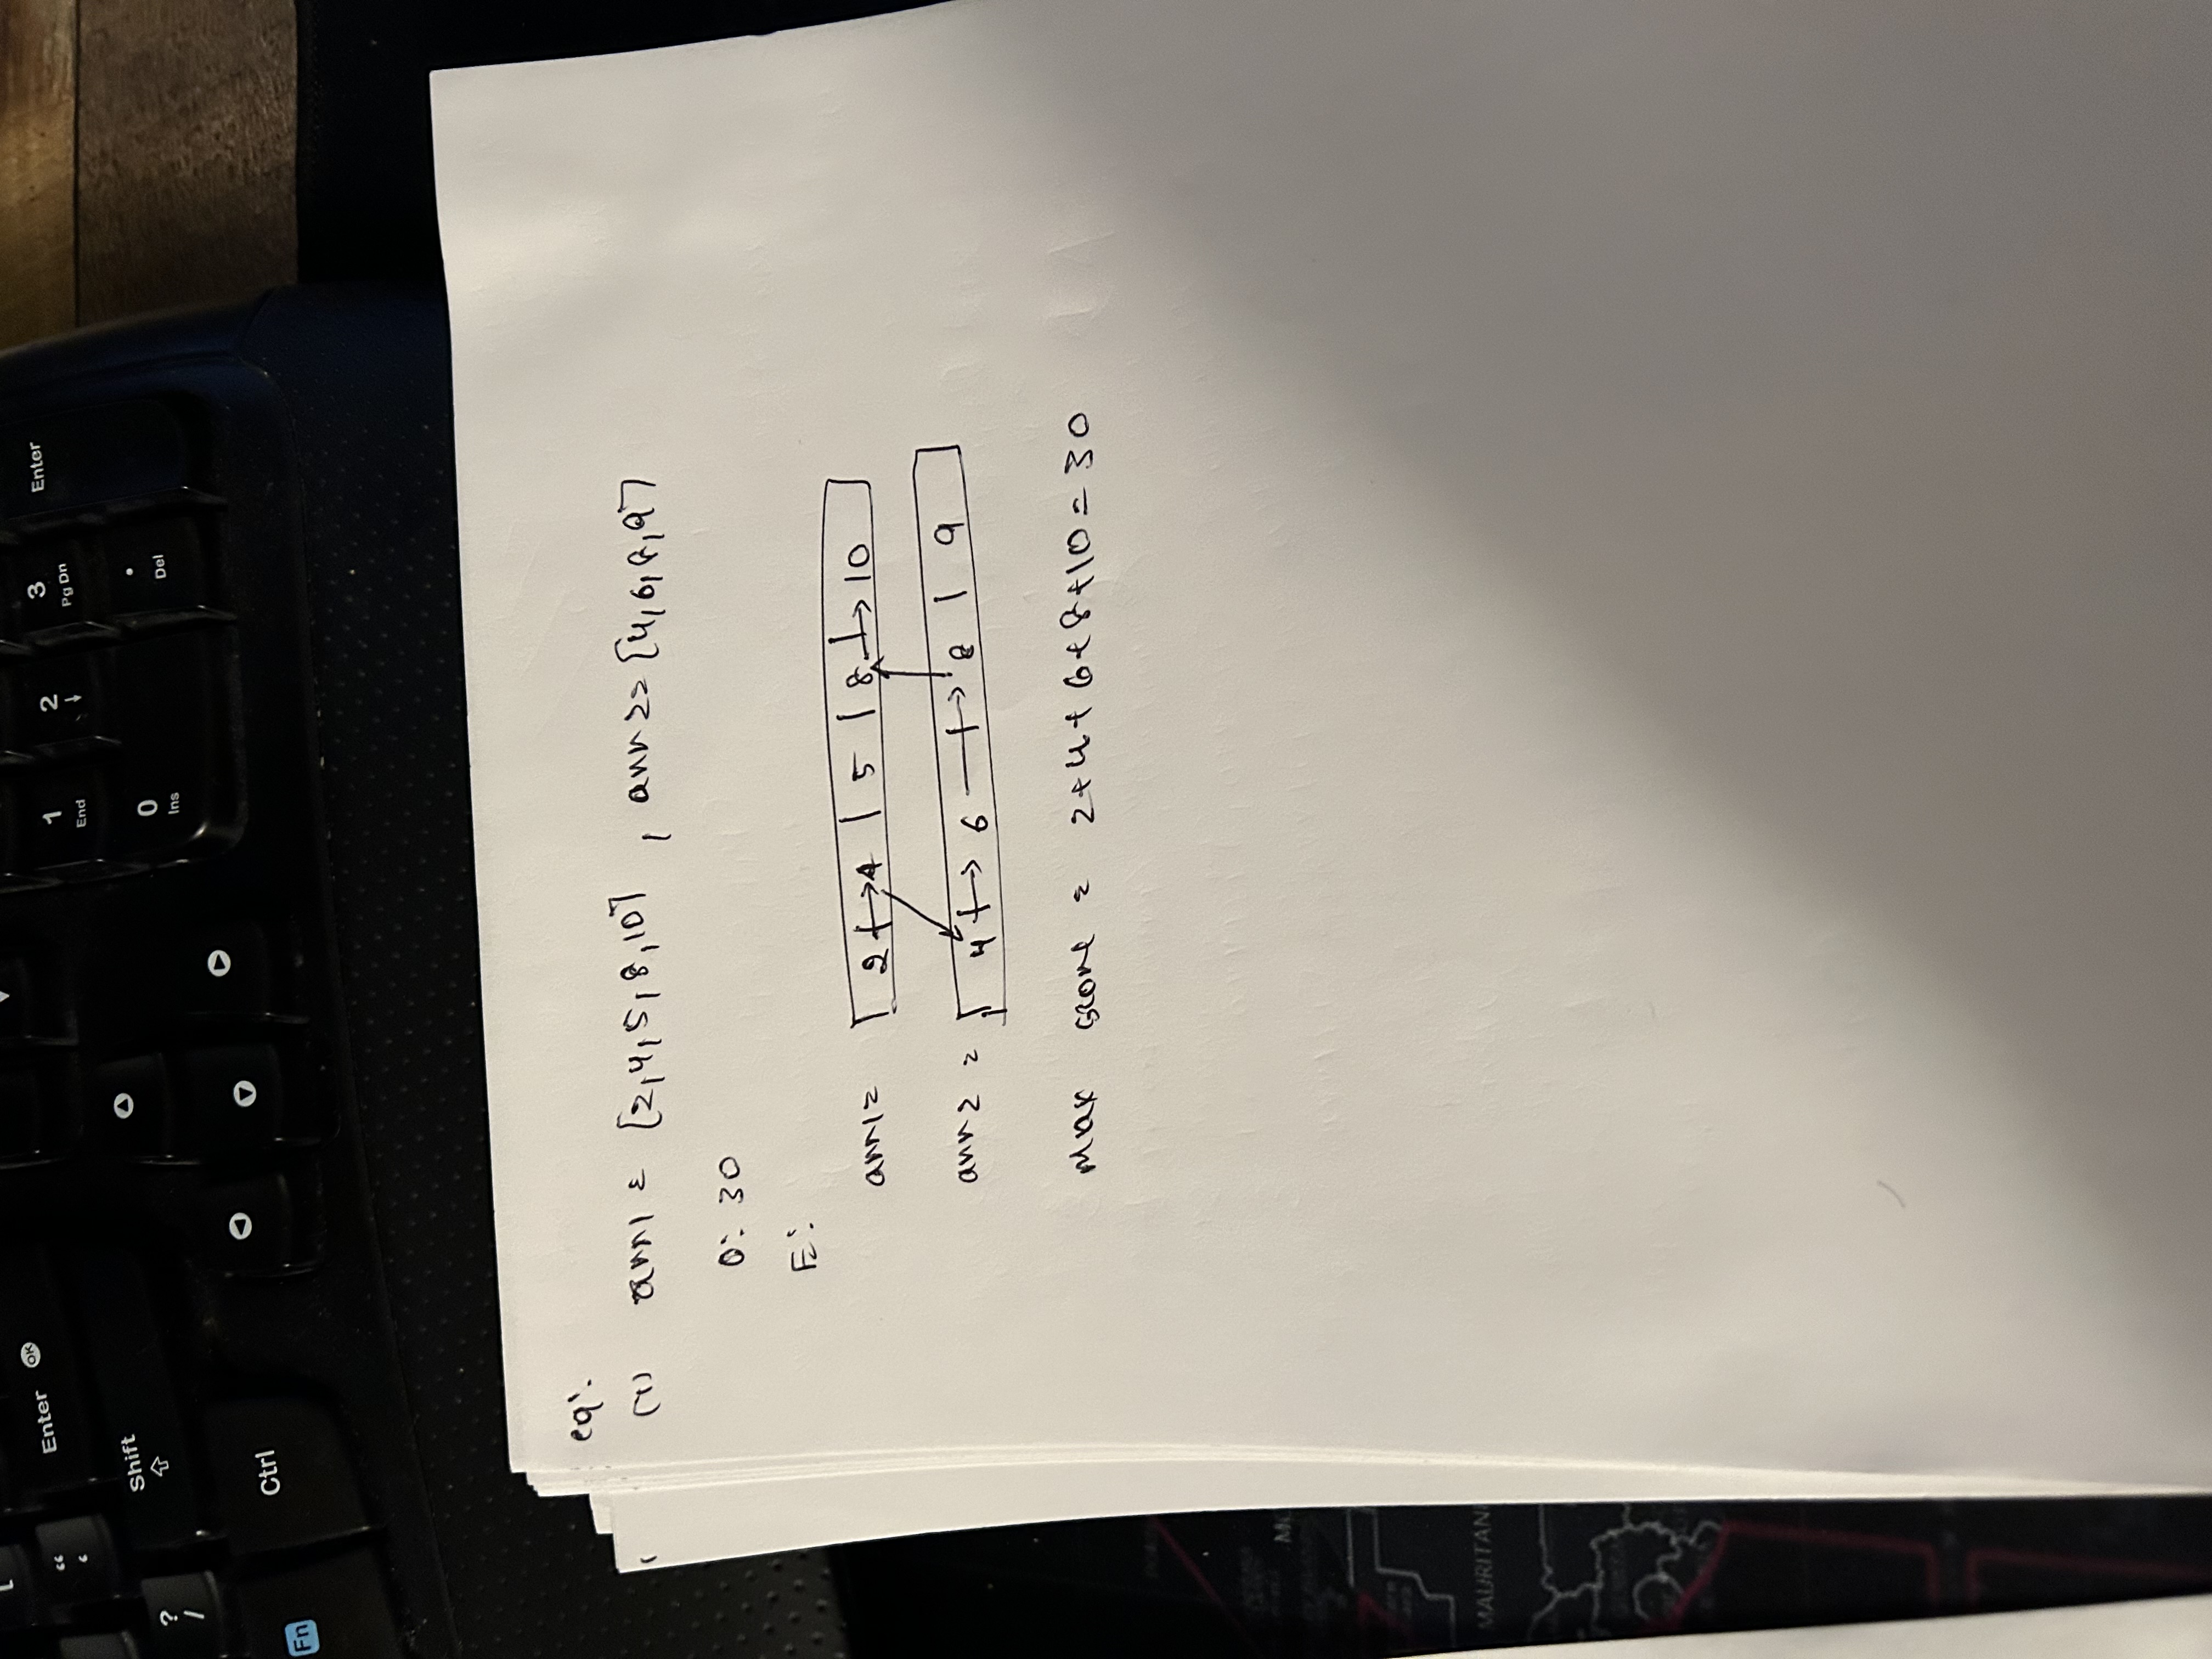 Enter OK
“
‘
Shift
?
/
Ctrl
Fn
1
End
2
3
Pg Dn
Enter
0
Ins
.
Del
eg:
(1) arr1 = [2,4,5,8,10] , arr2= [4,6,8,9]
O: 30
E:
arr1= 2 → 4 | 5 | 8 → 10
arr2 = 4 → 6 → 8 | 9
Max score = 2+4+6+8+10=30
MAURITAN